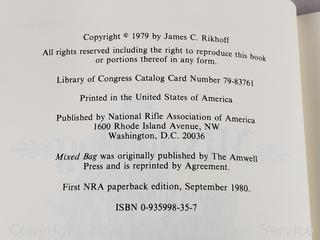 Copyright © 1979 by James C. Rikhoff
All rights reserved including the right to reproduce this book
or portions thereof in any form.
Library of Congress Catalog Card Number 79-83761
Printed in the United States of America
Published by National Rifle Association of America
1600 Rhode Island Avenue, NW
Washington, D.C. 20036
Mixed Bag was originally published by The Amwell
Press and is reprinted by Agreement.
First NRA paperback edition, September 1980.
ISBN 0-935998-35-7